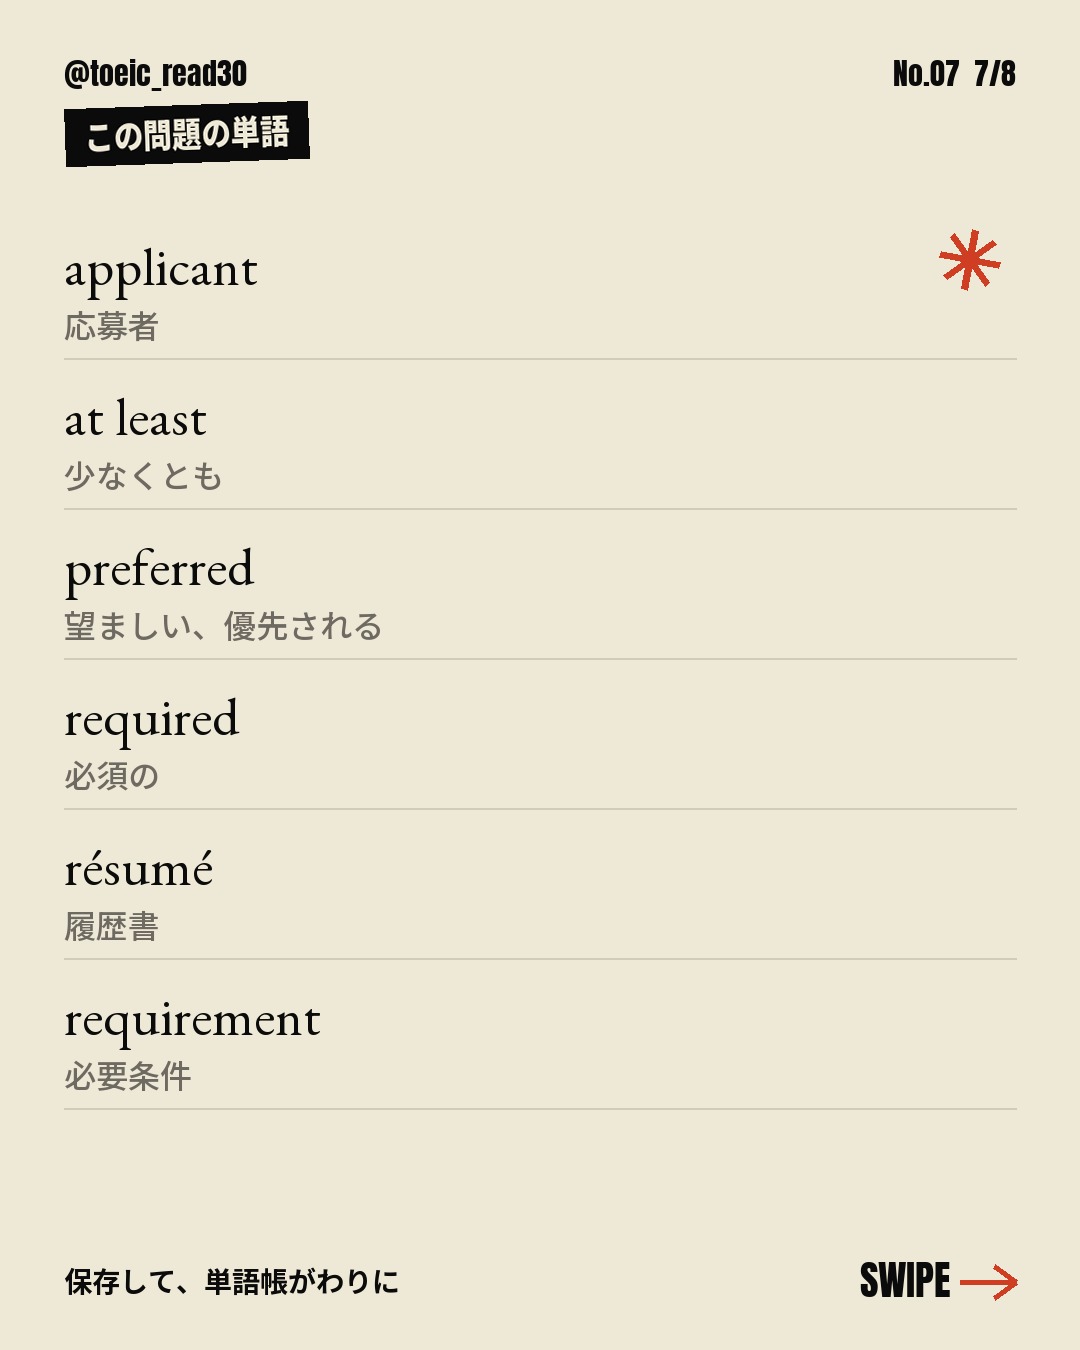 @toeic_read30
No.07 7/8
この問題の単語
applicant
応募者
at least
少なくとも
preferred
望ましい、優先される
required
必須の
résumé
履歴書
requirement
必要条件
保存して、単語帳がわりに
SWIPE